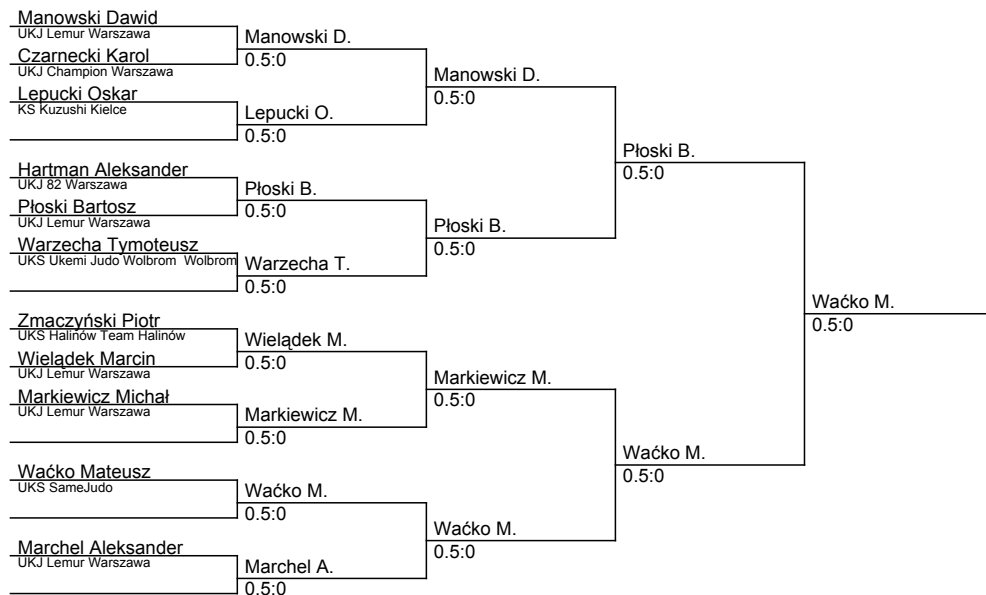 Manowski Dawid
UKJ Lemur Warszawa
Czarnecki Karol
UKJ Champion Warszawa
Lepucki Oskar
KS Kuzushi Kielce
Hartman Aleksander
UKJ 82 Warszawa
Płoski Bartosz
UKJ Lemur Warszawa
Warzecha Tymoteusz
UKS Ukemi Judo Wolbrom  Wolbrom
Zmaczyński Piotr
UKS Halinów Team Halinów
Wielądek Marcin
UKJ Lemur Warszawa
Markiewicz Michał
UKJ Lemur Warszawa
Waćko Mateusz
UKS SameJudo
Marchel Aleksander
UKJ Lemur Warszawa
Manowski D.
0.5:0
Lepucki O.
0.5:0
Płoski B.
0.5:0
Warzecha T.
0.5:0
Wielądek M.
0.5:0
Markiewicz M.
0.5:0
Waćko M.
0.5:0
Marchel A.
0.5:0
Manowski D.
0.5:0
Płoski B.
0.5:0
Markiewicz M.
0.5:0
Waćko M.
0.5:0
Płoski B.
0.5:0
Waćko M.
0.5:0
Waćko M.
0.5:0